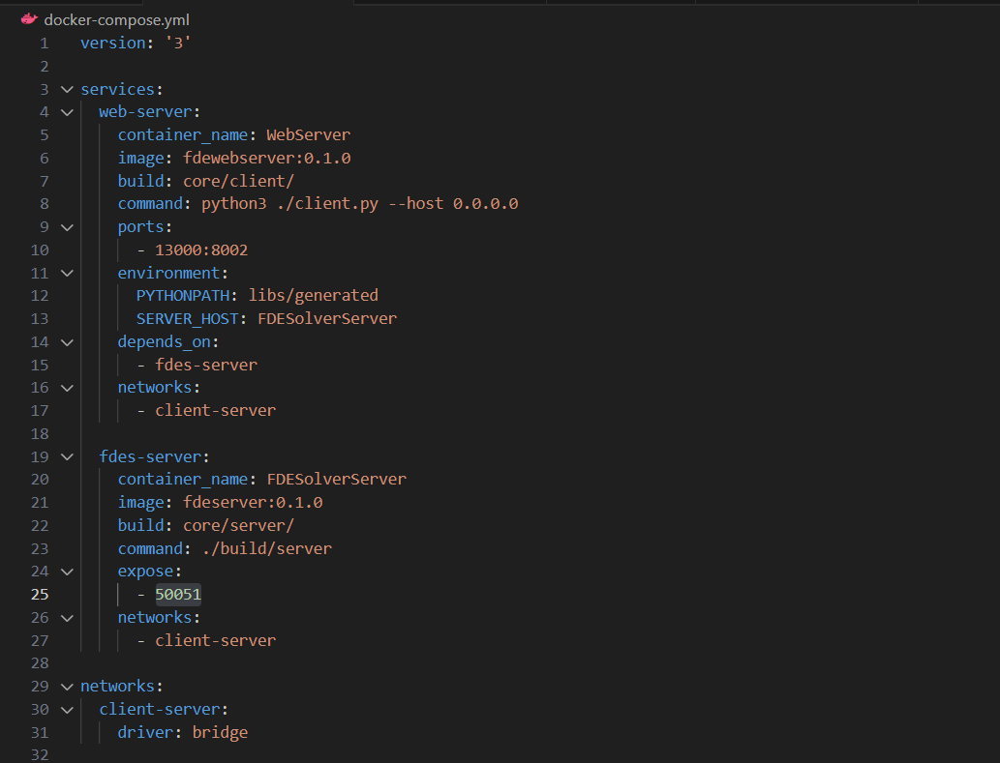 docker-compose.yml
1 version: '3'
2
3 services:
4 web-server:
5 container_name: WebServer
6 image: fdewebserver:0.1.0
7 build: core/client/
8 command: python3 ./client.py --host 0.0.0.0
9 ports:
10 - 13000:8002
11 environment:
12 PYTHONPATH: libs/generated
13 SERVER_HOST: FDESolverServer
14 depends_on:
15 - fdes-server
16 networks:
17 - client-server
18
19 fdes-server:
20 container_name: FDESolverServer
21 image: fdeserver:0.1.0
22 build: core/server/
23 command: ./build/server
24 expose:
25 - 50051
26 networks:
27 - client-server
28
29 networks:
30 client-server:
31 driver: bridge
32